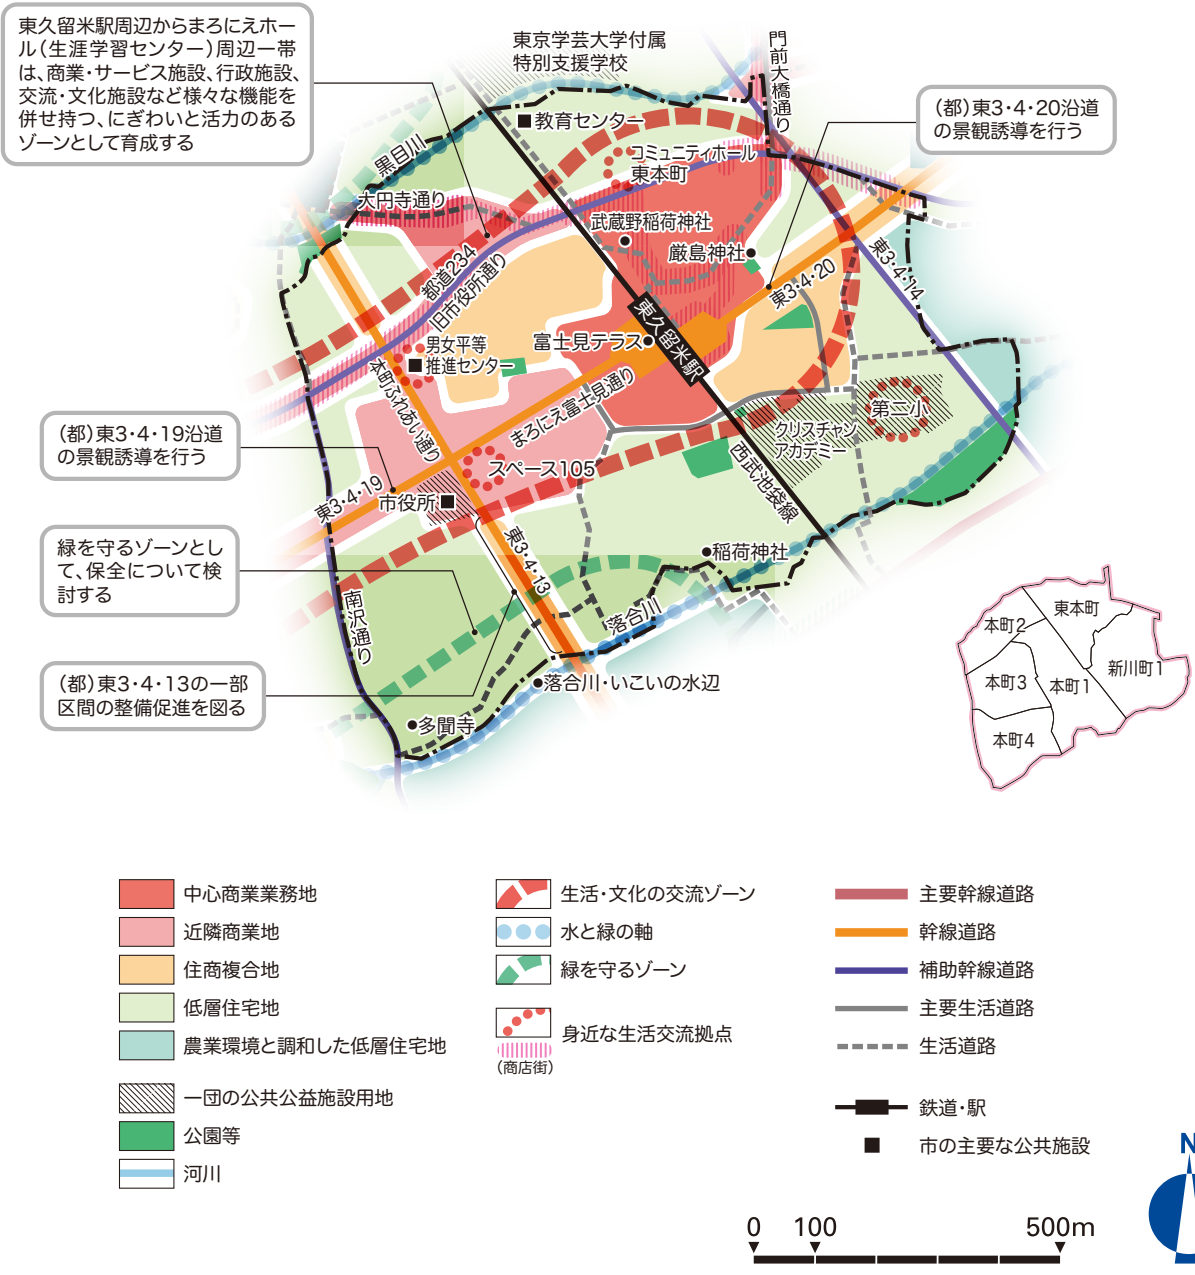 東久留米駅周辺からまろにえホー
ル(生涯学習センター)周辺一帯
は、商業・サービス施設、行政施設、
交流・文化施設など様々な機能を
併せ持つ、にぎわいと活力のある
ゾーンとして育成する
東京学芸大学付属
特別支援学校
門前大橋通り
(都)東3・4・20沿道
の景観誘導を行う
教育センター
黒目川
コミュニティホール
東本町
大円寺通り
武蔵野稲荷神社
厳島神社
都道234
旧市役所通り
東3・4・20
東3・4・14
東久留米駅
富士見テラス
男女平等
推進センター
本町ふれあい通り
まろにえ富士見通り
第二小
クリスチャン
アカデミー
(都)東3・4・19沿道
の景観誘導を行う
スペース105
西武池袋線
東3・4・19
市役所
東3・4・13
稲荷神社
緑を守るゾーンとし
て、保全について検
討する
南沢通り
落合川
(都)東3・4・13の一部
区間の整備促進を図る
落合川・いこいの水辺
多聞寺
東本町
本町2
新川町1
本町3
本町1
本町4
中心商業業務地
近隣商業地
住商複合地
低層住宅地
農業環境と調和した低層住宅地
一団の公共公益施設用地
公園等
河川
生活・文化の交流ゾーン
水と緑の軸
緑を守るゾーン
身近な生活交流拠点
(商店街)
主要幹線道路
幹線道路
補助幹線道路
主要生活道路
生活道路
鉄道・駅
市の主要な公共施設
N
0 100 500m